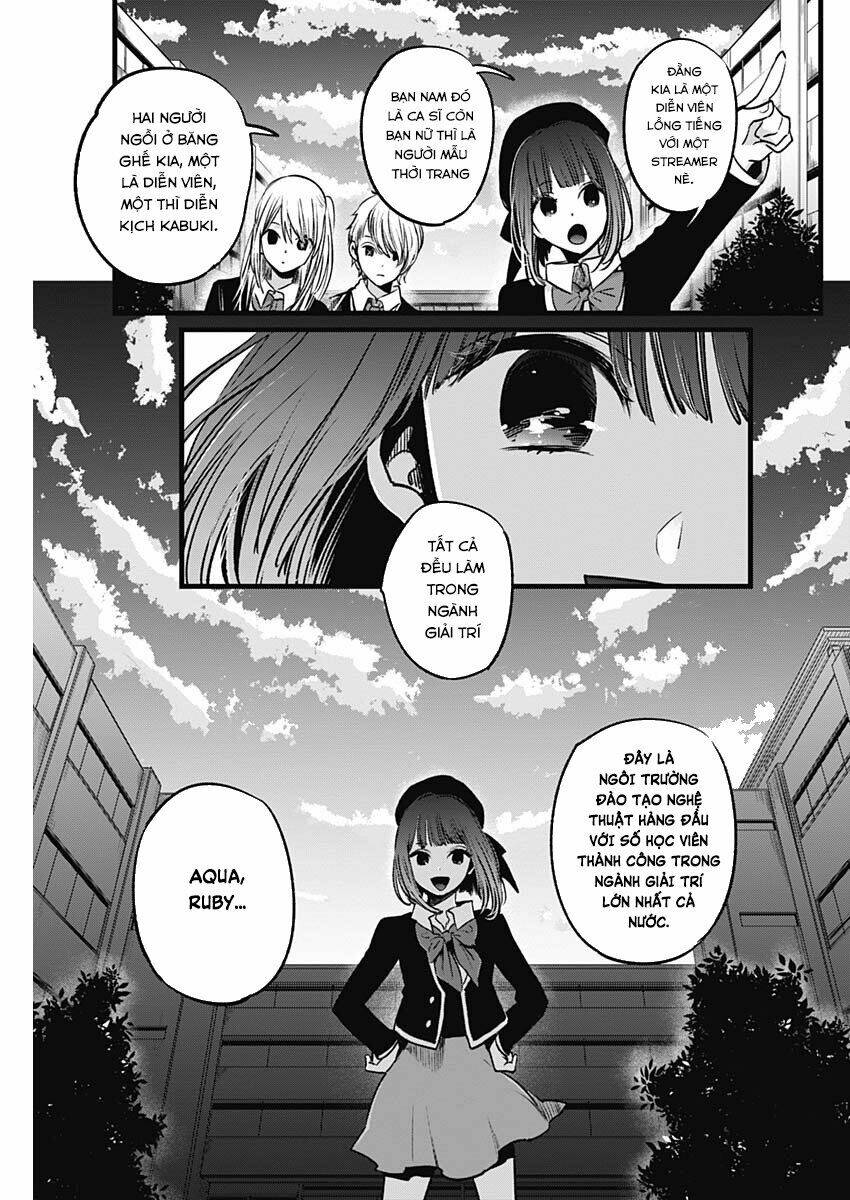 ĐẰNG
KIA LÀ MỘT
DIỄN VIÊN
LỒNG TIẾNG
VỚI MỘT
STREAMER
NÈ.
BẠN NAM ĐÓ
LÀ CA SĨ CÒN
BẠN NỮ THÌ LÀ
NGƯỜI MẪU
THỜI TRANG
HAI NGƯỜI
NGỒI Ở BĂNG
GHẾ KIA, MỘT
LÀ DIỄN VIÊN,
MỘT THÌ DIỄN
KỊCH KABUKI.
TẤT CẢ
ĐỀU LÀM
TRONG
NGÀNH
GIẢI TRÍ
ĐÂY LÀ
NGÔI TRƯỜNG
ĐÀO TẠO NGHỆ
THUẬT HÀNG ĐẦU
VỚI SỐ HỌC VIÊN
THÀNH CÔNG TRONG
NGÀNH GIẢI TRÍ
LỚN NHẤT CẢ
NƯỚC.
AQUA,
RUBY...